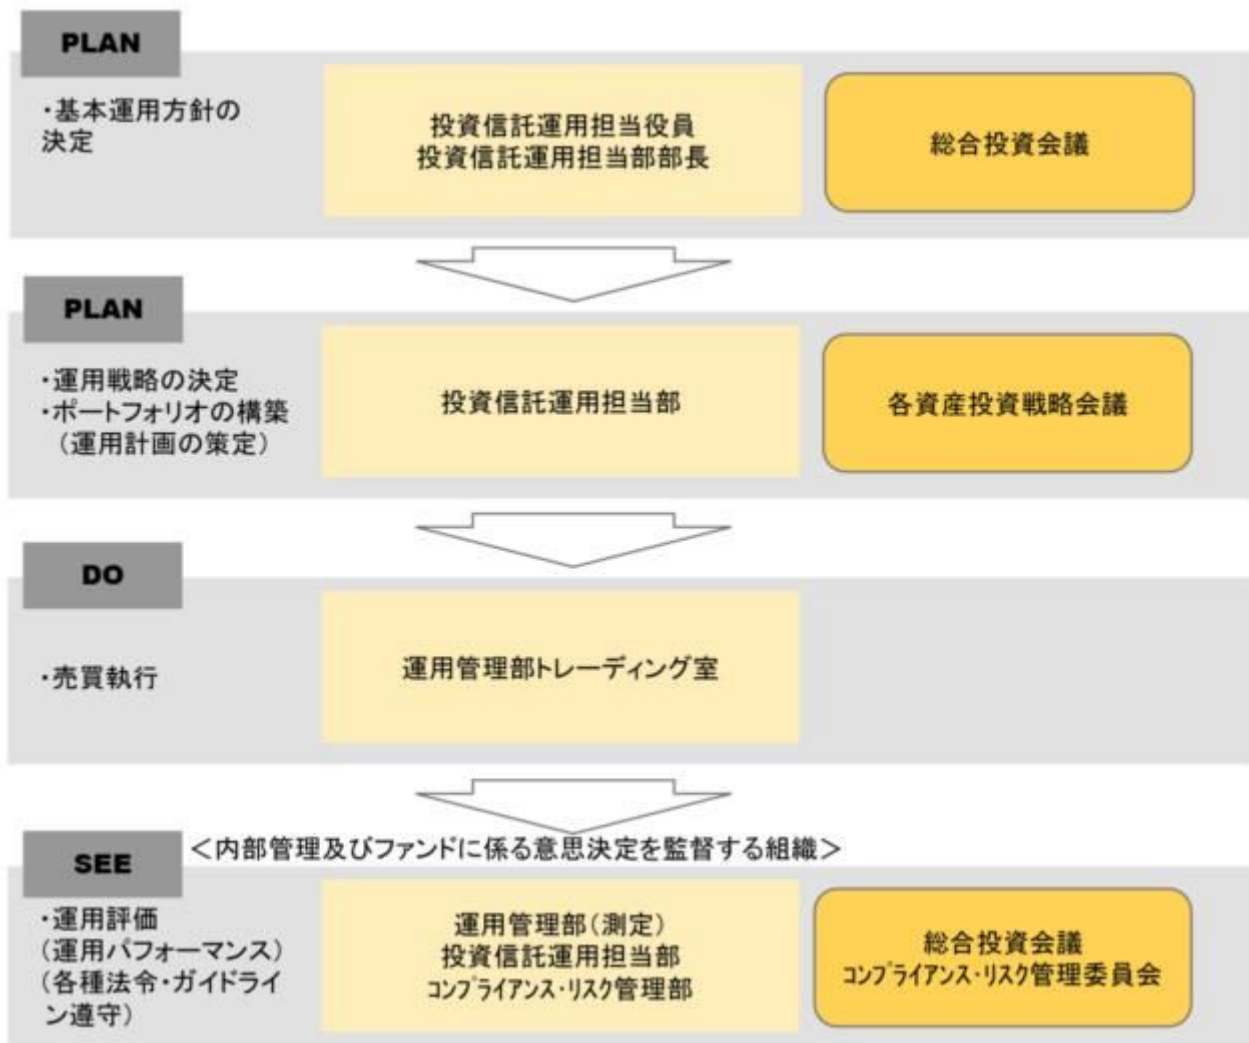 PLAN
・基本運用方針の
決定
投資信託運用担当役員
投資信託運用担当部部長
総合投資会議
PLAN
・運用戦略の決定
・ポートフォリオの構築
（運用計画の策定）
投資信託運用担当部
各資産投資戦略会議
DO
・売買執行
運用管理部トレーディング室
SEE
＜内部管理及びファンドに係る意思決定を監督する組織＞
・運用評価
(運用パフォーマンス)
(各種法令・ガイドライ
ン遵守)
運用管理部(測定)
投資信託運用担当部
ｺﾝﾌﾟﾗｲｱﾝｽ・ﾘｽｸ管理部
総合投資会議
ｺﾝﾌﾟﾗｲｱﾝｽ・ﾘｽｸ管理委員会